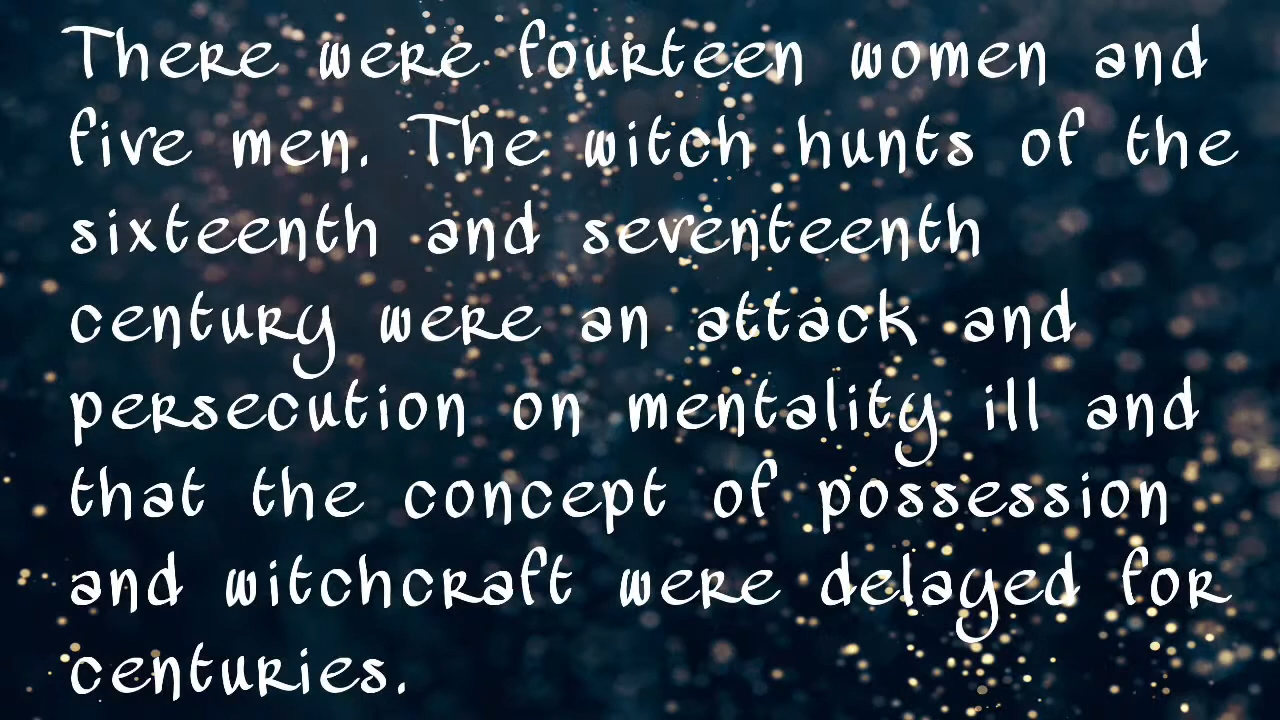 There were fourteen women and
five men. The witch hunts of the
sixteenth and seventeenth
century were an attack and
persecution on mentality ill and
that the concept of possession
and witchcraft were delayed for
centuries.